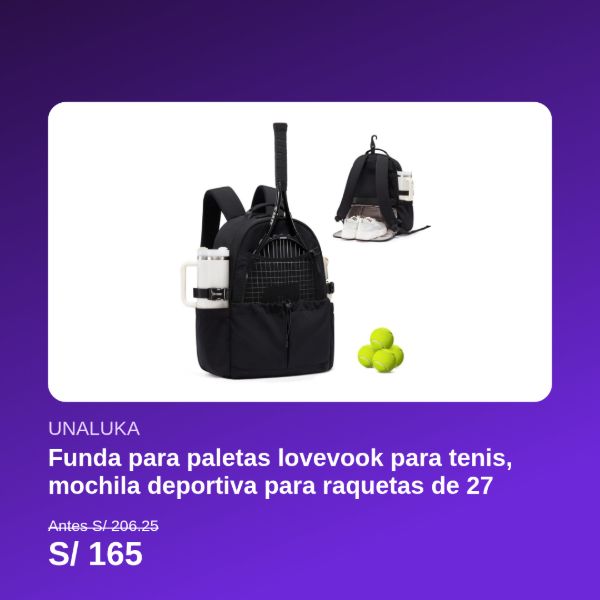 UNALUKA
Funda para paletas lovevook para tenis,
mochila deportiva para raquetas de 27
Antes S/ 206.25
S/ 165